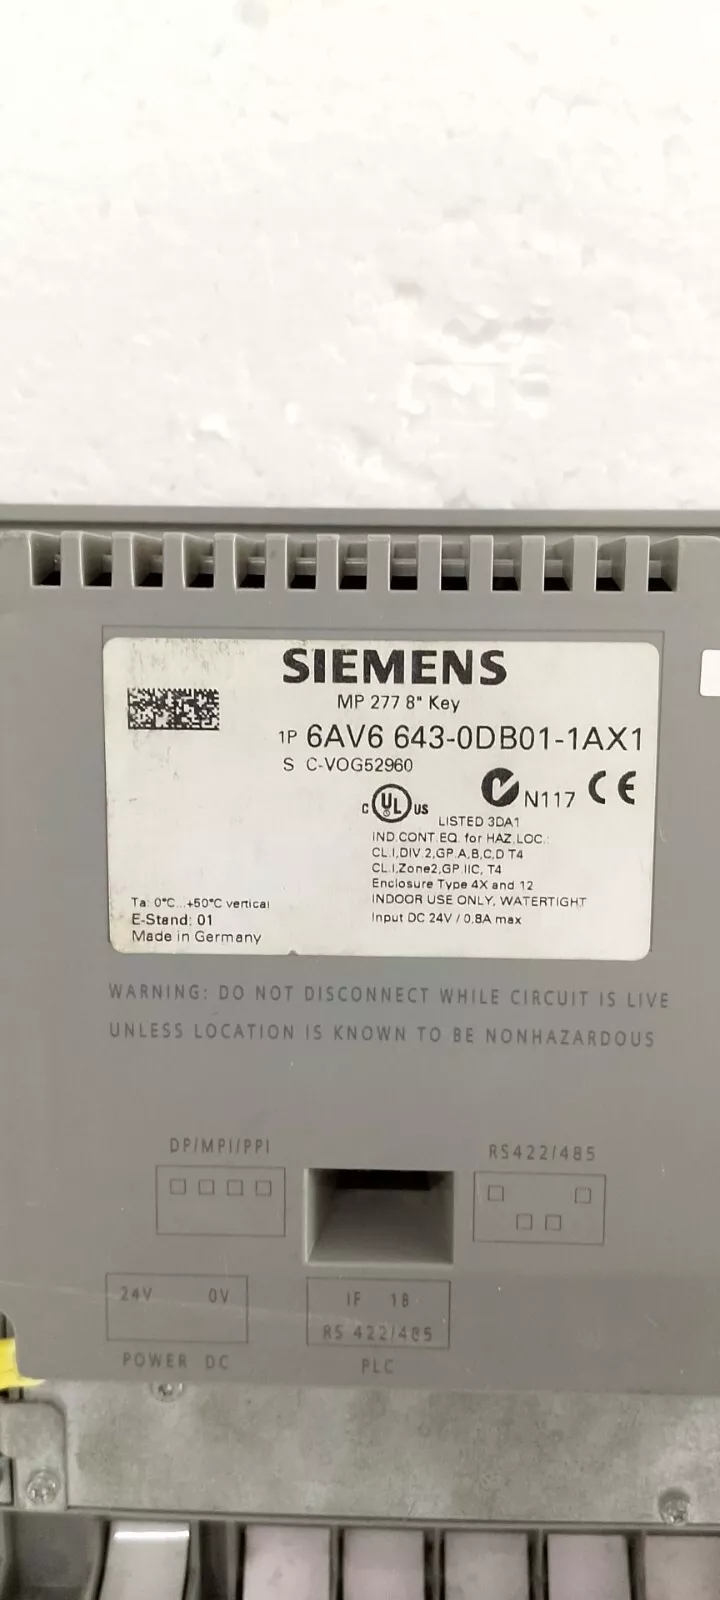 SIEMENS
MP 277 8" Key
1P 6AV6 643-0DB01-1AX1
S C-VOG52960
N117 CE
C UL US
LISTED 3DA1
IND.CONT.EQ. for HAZ.LOC.:
CL.I,DIV.2,GP.A,B,C,D T4
CL.I,Zone2,GP.IIC, T4
Enclosure Type 4X and 12
INDOOR USE ONLY, WATERTIGHT
Input DC 24V / 0,8A max
Ta: 0°C...+50°C vertical
E-Stand: 01
Made in Germany
WARNING: DO NOT DISCONNECT WHILE CIRCUIT IS LIVE
UNLESS LOCATION IS KNOWN TO BE NONHAZARDOUS
DP/MPI/PPI
RS422/485
24V 0V
POWER DC
IF 1B
RS 422/485
PLC